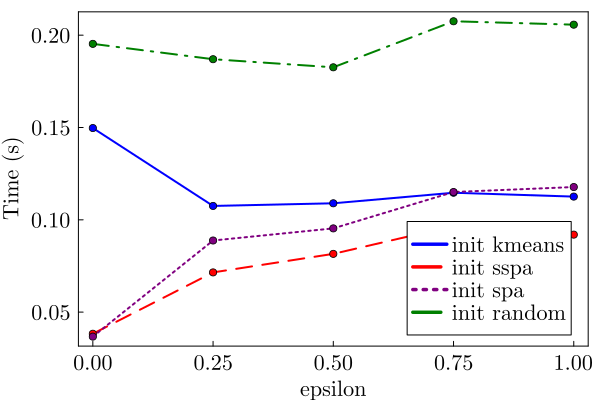 0.20
0.15
0.10
0.05
Time (s)
init kmeans
init sspa
init spa
init random
0.00 0.25 0.50 0.75 1.00
epsilon